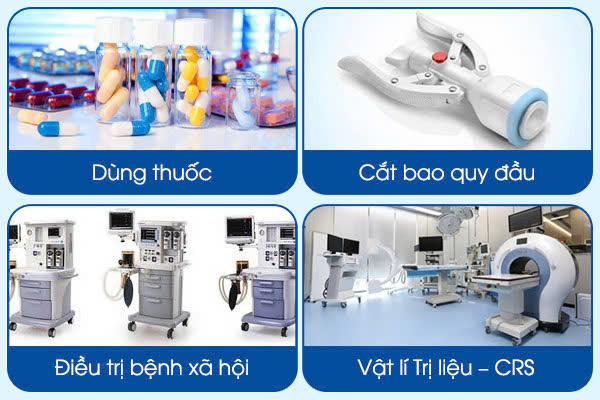 Dùng thuốc
Cắt bao quy đầu
Điều trị bệnh xã hội
Vật lí Trị liệu – CRS